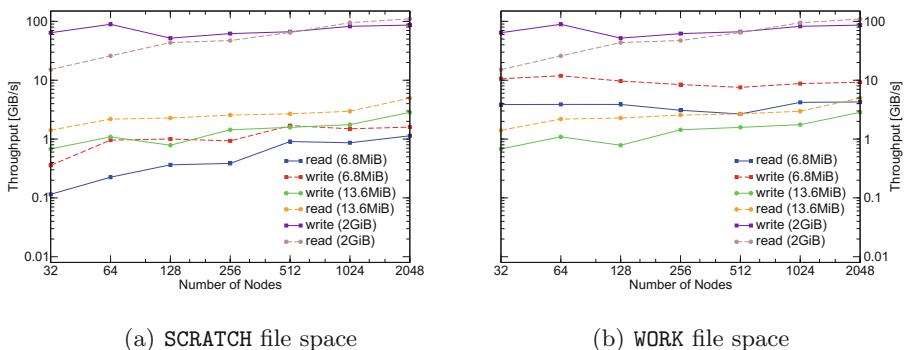 100
10
1
0.1
0.01
Throughput [GiB/s]
read (6.8MiB)
write (6.8MiB)
write (13.6MiB)
read (13.6MiB)
write (2GiB)
read (2GiB)
32 64 128 256 512 1024 2048
Number of Nodes
(a) SCRATCH file space
100
10
1
0.1
0.01
Throughput [GiB/s]
read (6.8MiB)
write (6.8MiB)
write (13.6MiB)
read (13.6MiB)
write (2GiB)
read (2GiB)
32 64 128 256 512 1024 2048
Number of Nodes
(b) WORK file space